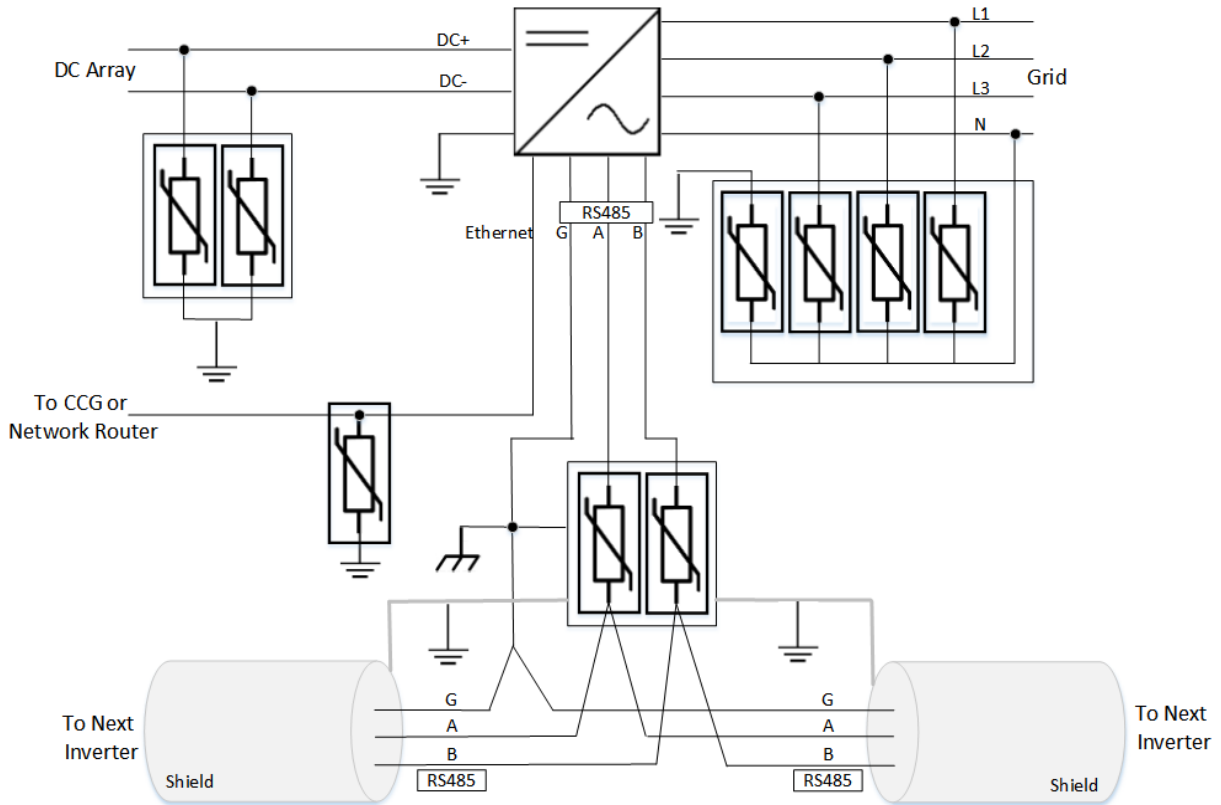 L1
DC+
L2
DC Array
Grid
DC-
L3
N
RS485
Ethernet
G
A
B
To CCG or
Network Router
G
G
To Next
Inverter
A
A
To Next
Inverter
B
B
Shield
RS485
RS485
Shield